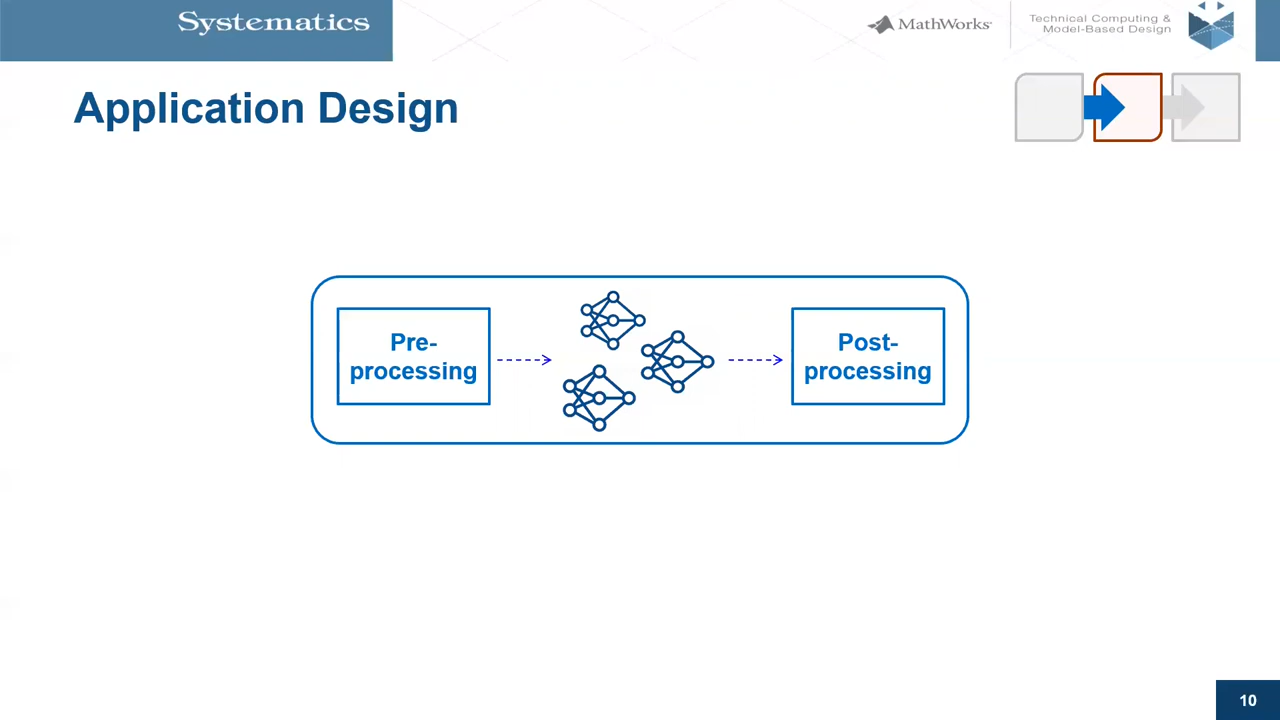 Systematics
MathWorks
Technical Computing &
Model-Based Design
Application Design
Pre-
processing
Post-
processing
10